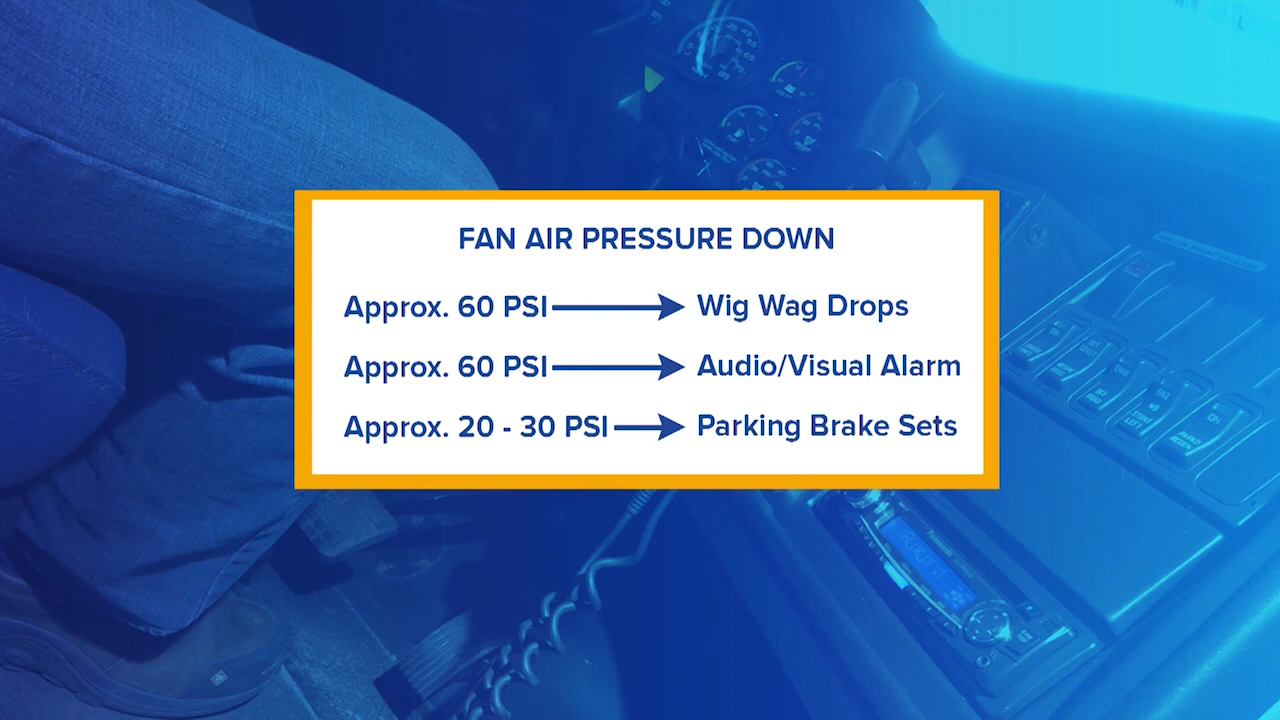 FAN AIR PRESSURE DOWN
Approx. 60 PSI → Wig Wag Drops
Approx. 60 PSI → Audio/Visual Alarm
Approx. 20 - 30 PSI → Parking Brake Sets